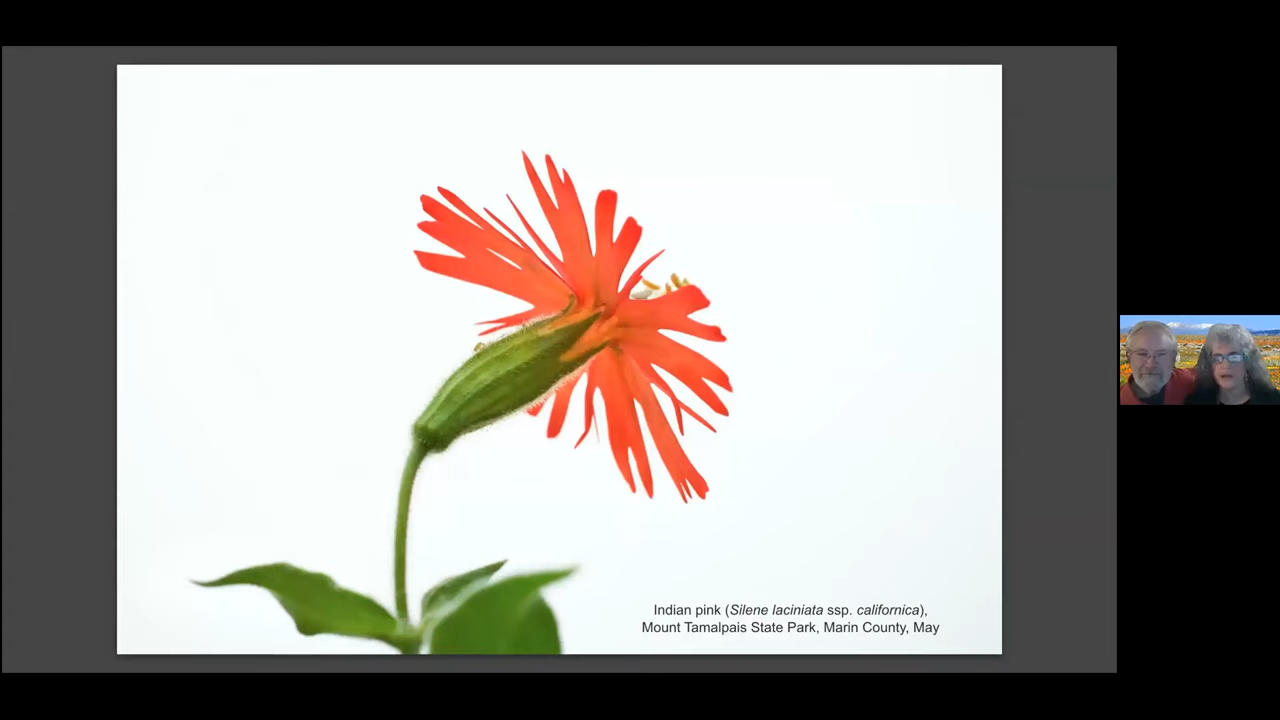 Indian pink (Silene laciniata ssp. californica),
Mount Tamalpais State Park, Marin County, May